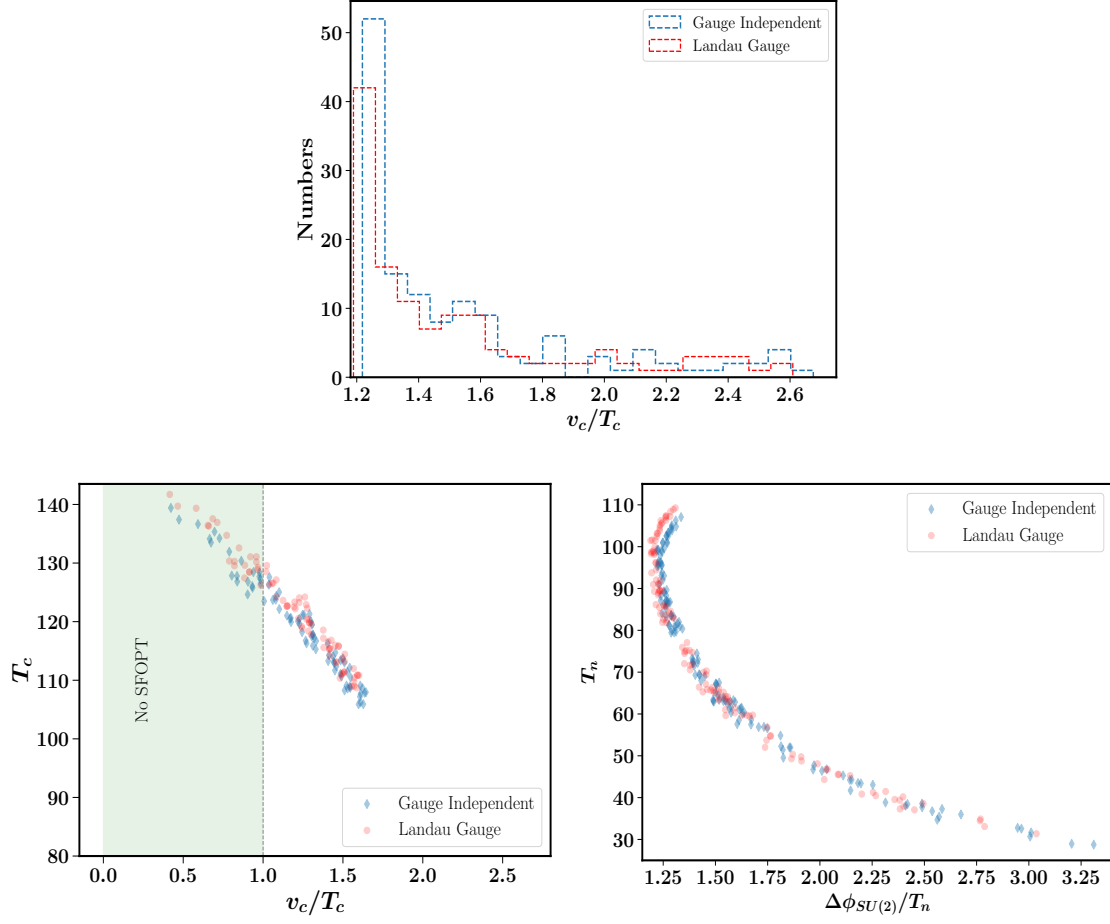 Gauge Independent
Landau Gauge
Numbers
50
40
30
20
10
0
1.2 1.4 1.6 1.8 2.0 2.2 2.4 2.6
v_c/T_c
T_c
140
130
120
110
100
90
80
No SFOPT
Gauge Independent
Landau Gauge
0.0 0.5 1.0 1.5 2.0 2.5
v_c/T_c
T_n
110
100
90
80
70
60
50
40
30
Gauge Independent
Landau Gauge
1.25 1.50 1.75 2.00 2.25 2.50 2.75 3.00 3.25
Δϕ_{SU(2)}/T_n